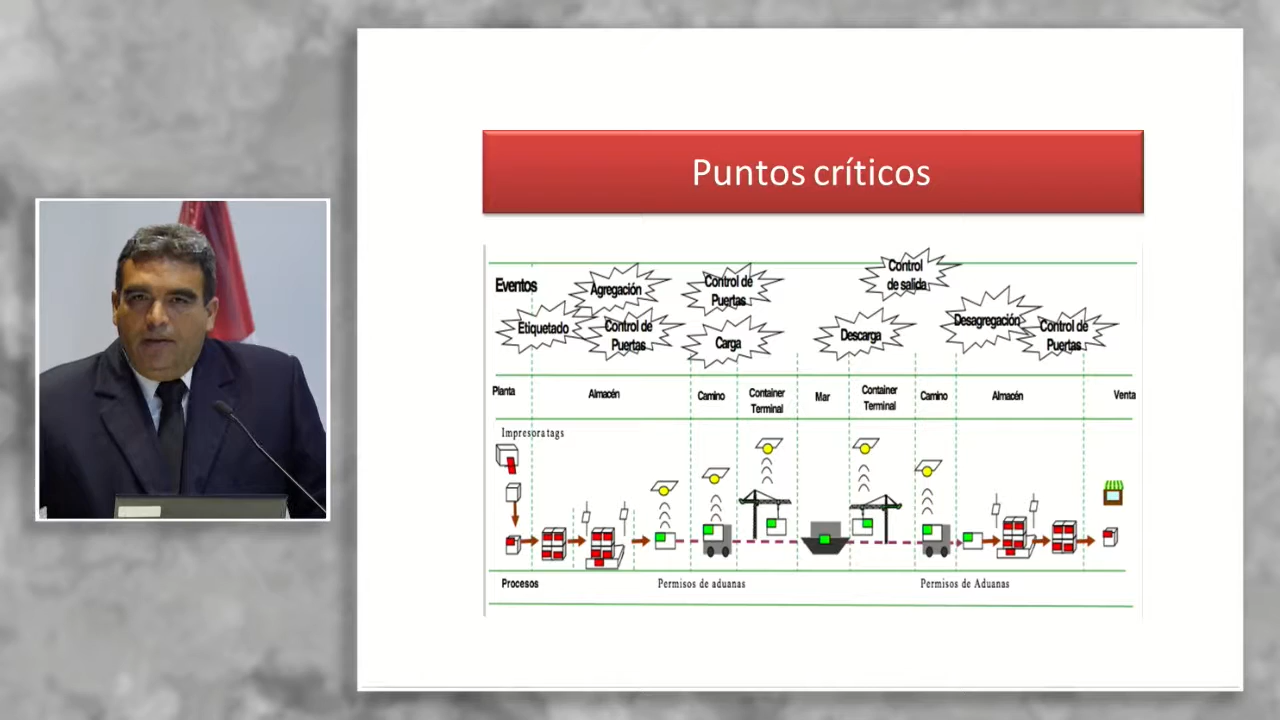 Puntos críticos
Eventos
Etiquetado
Agregación
Control de
Puertas
Control de
Puertas
Carga
Descarga
Control
de salida
Desagregación
Control de
Puertas
Planta
Almacén
Camino
Container
Terminal
Mar
Container
Terminal
Camino
Almacén
Venta
Impresora tags
Procesos
Permisos de aduanas
Permisos de Aduanas